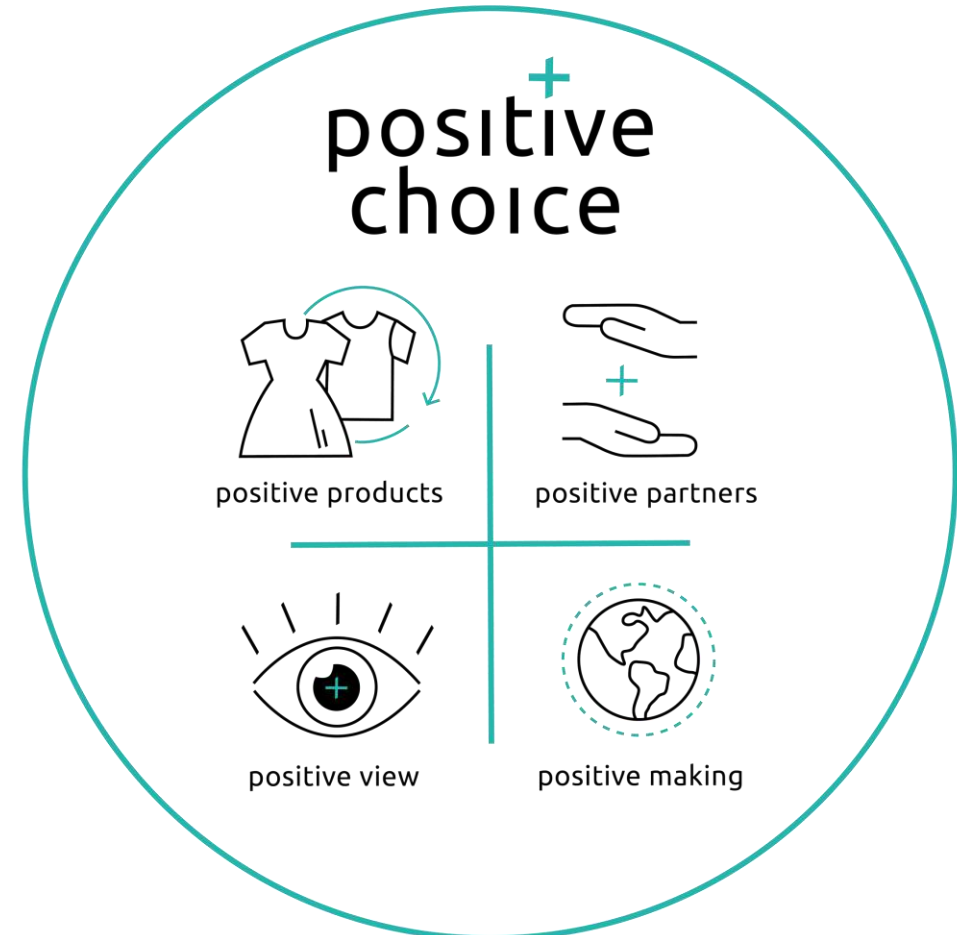 positive
choice
positive products
positive partners
positive view
positive making